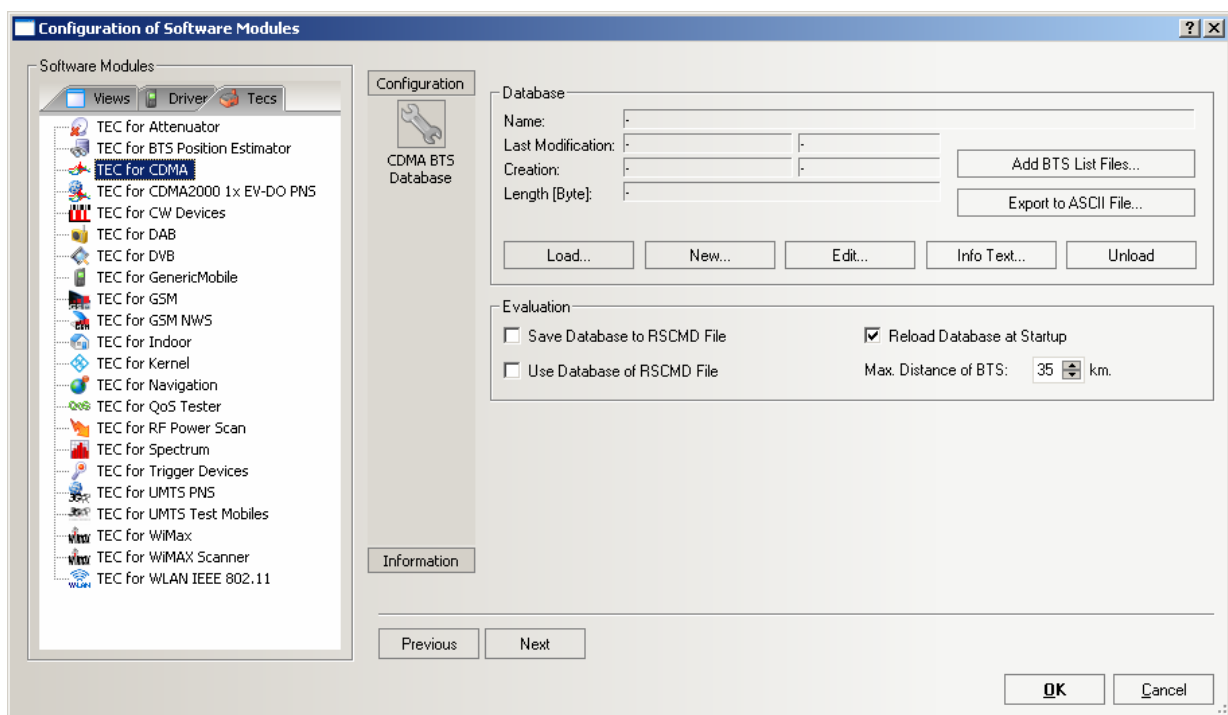 Configuration of Software Modules
Software Modules
Views Driver Tecs
TEC for Attenuator
TEC for BTS Position Estimator
TEC for CDMA
TEC for CDMA2000 1x EV-DO PNS
TEC for CW Devices
TEC for DAB
TEC for DVB
TEC for GenericMobile
TEC for GSM
TEC for GSM NWS
TEC for Indoor
TEC for Kernel
TEC for Navigation
TEC for QoS Tester
TEC for RF Power Scan
TEC for Spectrum
TEC for Trigger Devices
TEC for UMTS PNS
TEC for UMTS Test Mobiles
TEC for WiMax
TEC for WiMAX Scanner
TEC for WLAN IEEE 802.11
Configuration
CDMA BTS
Database
Information
Database
Name: -
Last Modification: - -
Creation: - -
Length [Byte]: -
Add BTS List Files...
Export to ASCII File...
Load... New... Edit... Info Text... Unload
Evaluation
Save Database to RSCMD File Reload Database at Startup
Use Database of RSCMD File Max. Distance of BTS: 35 km.
Previous Next
OK Cancel